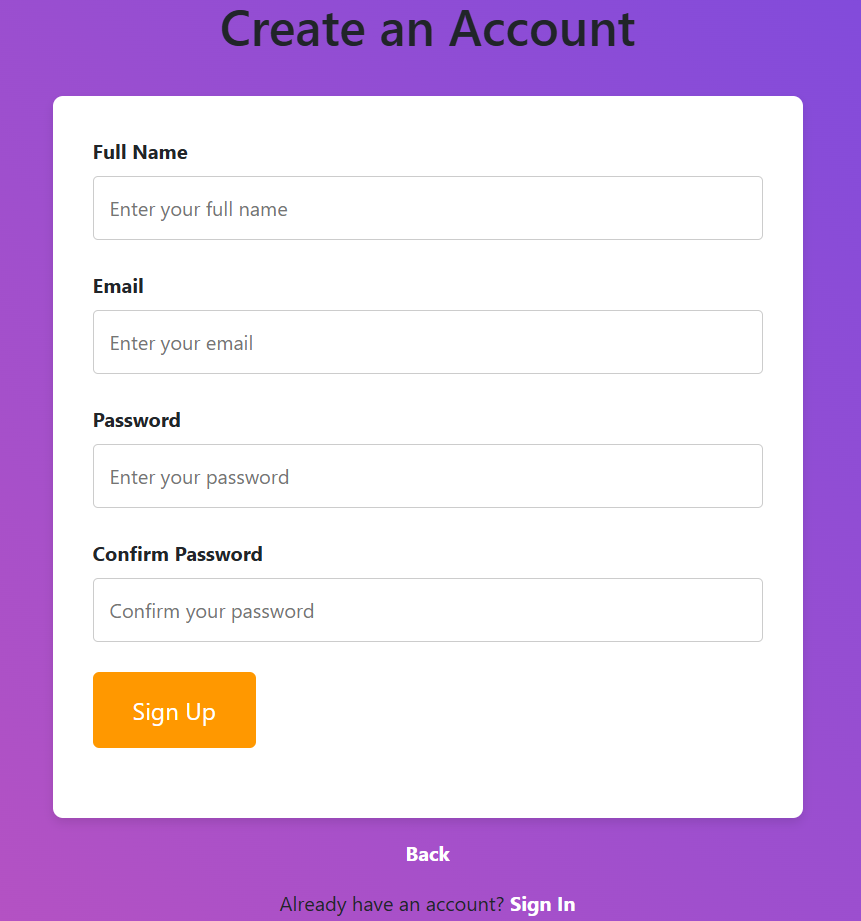 Create an Account
Full Name
Enter your full name
Email
Enter your email
Password
Enter your password
Confirm Password
Confirm your password
Sign Up
Back
Already have an account? Sign In